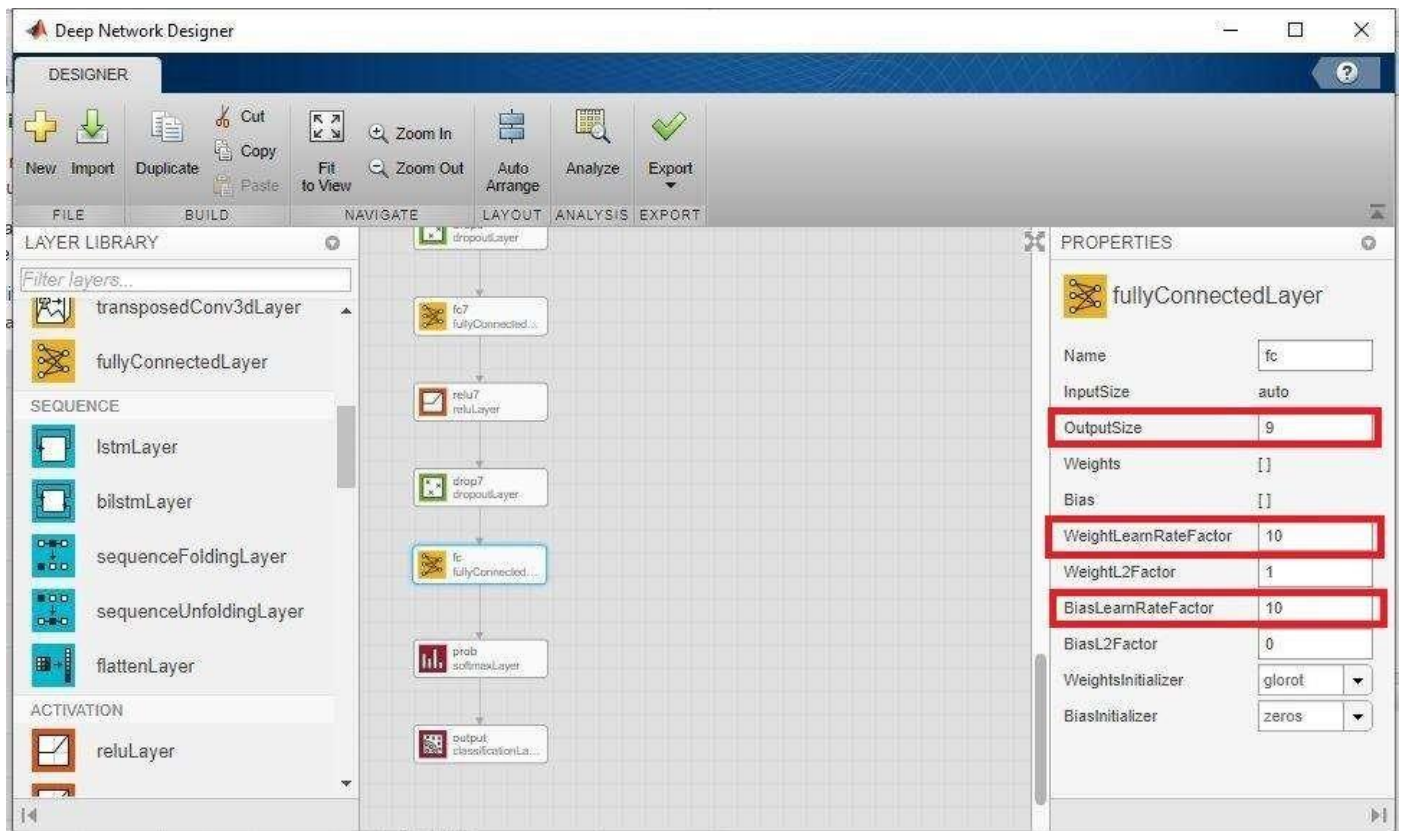 Deep Network Designer
DESIGNER
New
Import
Duplicate
Cut
Copy
Paste
Fit
to View
Zoom In
Zoom Out
Auto
Arrange
Analyze
Export
FILE
BUILD
NAVIGATE
LAYOUT
ANALYSIS
EXPORT
LAYER LIBRARY
Filter layers...
transposedConv3dLayer
fullyConnectedLayer
SEQUENCE
lstmLayer
bilstmLayer
sequenceFoldingLayer
sequenceUnfoldingLayer
flattenLayer
ACTIVATION
reluLayer
dropoutLayer
fc7
fullyConnected...
relu7
reluLayer
drop7
dropoutLayer
fc
fullyConnected...
prob
softmaxLayer
output
classificationLa...
PROPERTIES
fullyConnectedLayer
Name fc
InputSize auto
OutputSize 9
Weights [ ]
Bias [ ]
WeightLearnRateFactor 10
WeightL2Factor 1
BiasLearnRateFactor 10
BiasL2Factor 0
WeightsInitializer glorot
BiasInitializer zeros